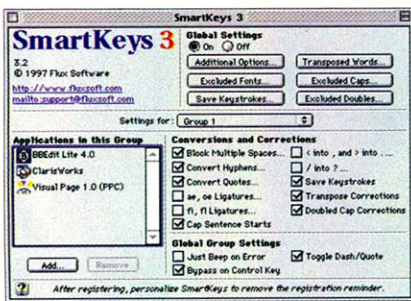 SmartKeys 3
SmartKeys 3
3.2
© 1997 Flux Software
http://www.fluxsoft.com
mailto:support@fluxsoft.com
Global Settings
On Off
Additional Options... Transposed Words...
Excluded Fonts... Excluded Caps...
Save Keystrokes... Excluded Doubles...
Settings for: Group 1
Applications in this Group
BBEdit Lite 4.0
ClarisWorks
Visual Page 1.0 (PPC)
Add... Remove
Conversions and Corrections
Block Multiple Spaces... < into , and > into ....
Convert Hyphens... / into ?...
Convert Quotes... Save Keystrokes
ae, oe Ligatures... Transpose Corrections
fi, fl Ligatures... Doubled Cap Corrections
Cap Sentence Starts
Global Group Settings
Just Beep on Error Toggle Dash/Quote
Bypass on Control Key
After registering, personalize SmartKeys to remove the registration reminder.